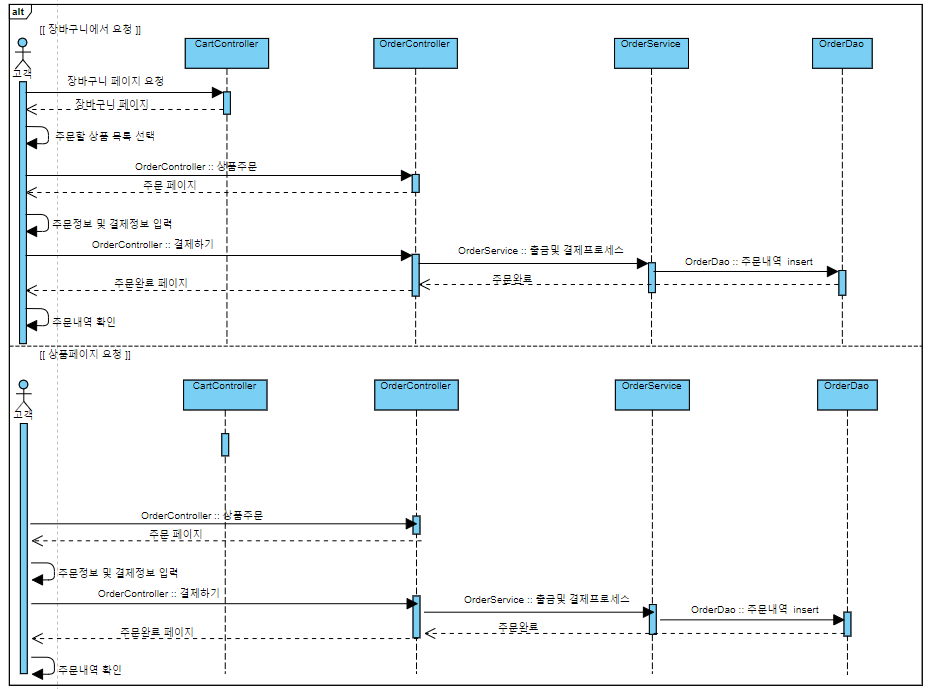 alt
[[ 장바구니에서 요청 ]]
고객
CartController
OrderController
OrderService
OrderDao
장바구니 페이지 요청
장바구니 페이지
주문할 상품 목록 선택
OrderController :: 상품주문
주문 페이지
주문정보 및 결제정보 입력
OrderController :: 결제하기
OrderService :: 출금및 결제프로세스
OrderDao :: 주문내역 insert
주문완료
주문완료 페이지
주문내역 확인
[[ 상품페이지 요청 ]]
고객
CartController
OrderController
OrderService
OrderDao
OrderController :: 상품주문
주문 페이지
주문정보 및 결제정보 입력
OrderController :: 결제하기
OrderService :: 출금및 결제프로세스
OrderDao :: 주문내역 insert
주문완료
주문완료 페이지
주문내역 확인